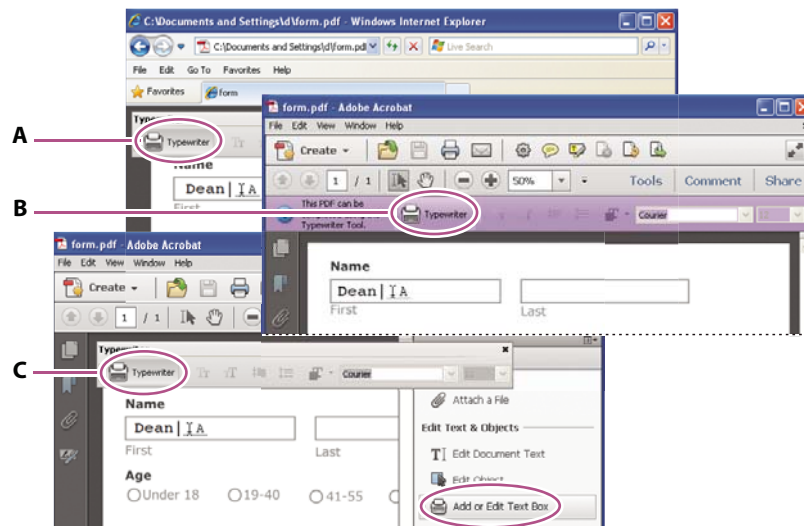 C:\Documents and Settings\d\form.pdf - Windows Internet Explorer
C:\Documents and Settings\d\form.pdf
Live Search
File Edit Go To Favorites Help
Favorites form
A
Typewriter
Name
Dean A
First
form.pdf - Adobe Acrobat
File Edit View Window Help
Create
1 / 1 50% Tools Comment Share
B
This PDF can be
Typewriter Tool.
Typewriter
Courier
Name
Dean A
First Last
form.pdf - Adobe Acrobat
File Edit View Window Help
Create
1 / 1
C
Typewriter
Courier
Name
Dean A
First Last
Age
Under 18 19-40 41-55
Attach a File
Edit Text & Objects
Edit Document Text
Edit Object
Add or Edit Text Box